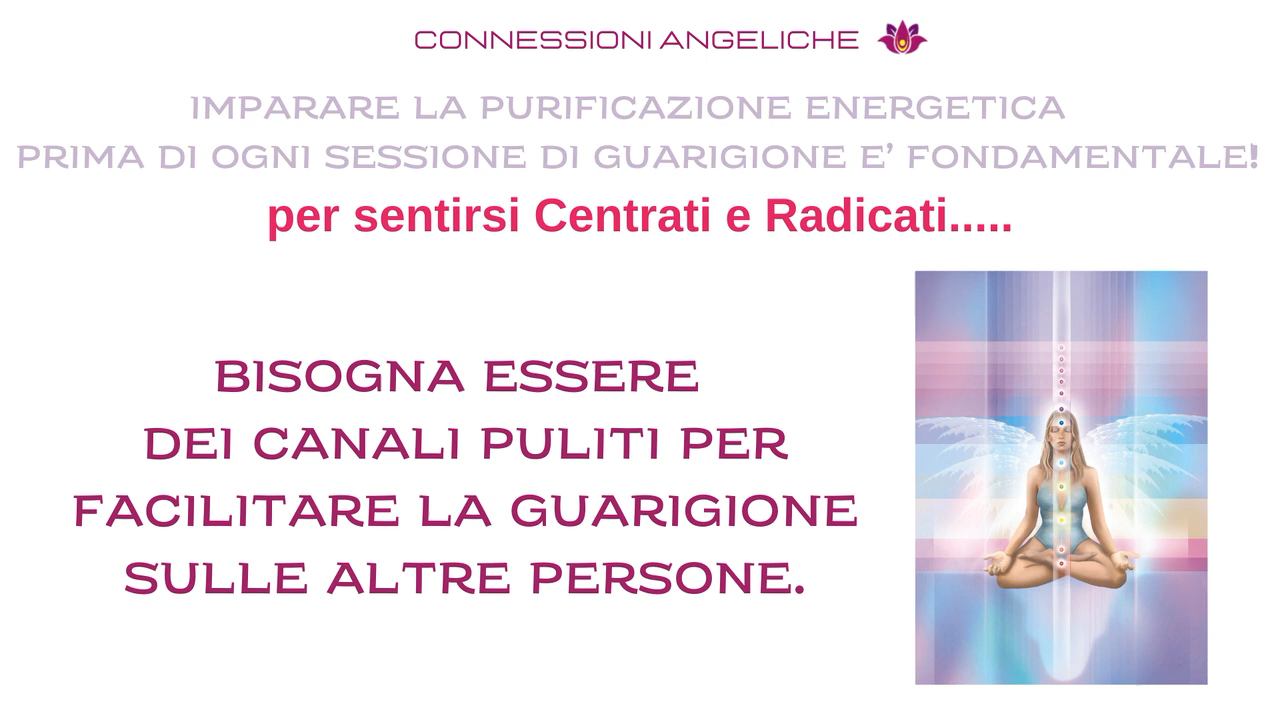 CONNESSIONI ANGELICHE
IMPARARE LA PURIFICAZIONE ENERGETICA
PRIMA DI OGNI SESSIONE DI GUARIGIONE E' FONDAMENTALE!
per sentirsi Centrati e Radicati.....
BISOGNA ESSERE
DEI CANALI PULITI PER
FACILITARE LA GUARIGIONE
SULLE ALTRE PERSONE.